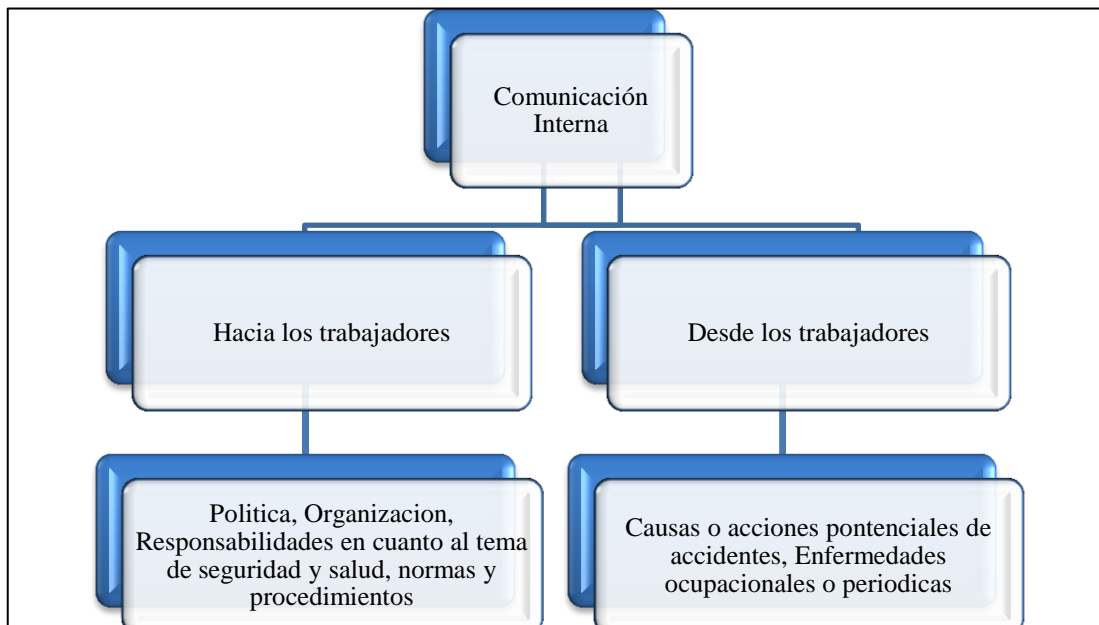 Comunicación
Interna
Hacia los trabajadores
Desde los trabajadores
Politica, Organizacion,
Responsabilidades en cuanto al tema
de seguridad y salud, normas y
procedimientos
Causas o acciones pontenciales de
accidentes, Enfermedades
ocupacionales o periodicas